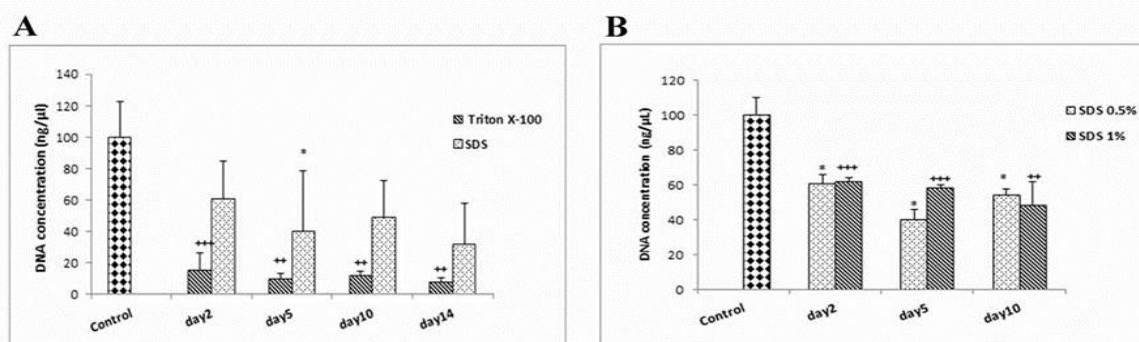 A
DNA concentration (ng/µl)
140
120
100
80
60
40
20
0
*
+++
++
++
++
Control
day2
day5
day10
day14
Triton X-100
SDS
B
DNA concentration (ng/µL)
120
100
80
60
40
20
0
* +++
* +++
* ++
Control
day2
day5
day10
SDS 0.5%
SDS 1%